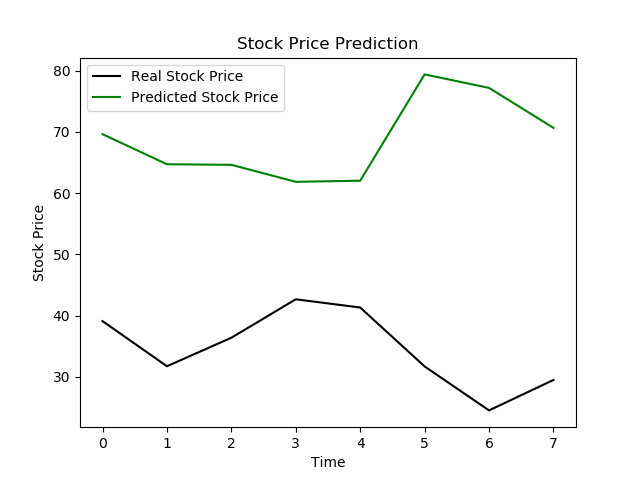 Stock Price Prediction
Real Stock Price
Predicted Stock Price
80
70
60
50
40
30
Stock Price
0 1 2 3 4 5 6 7
Time